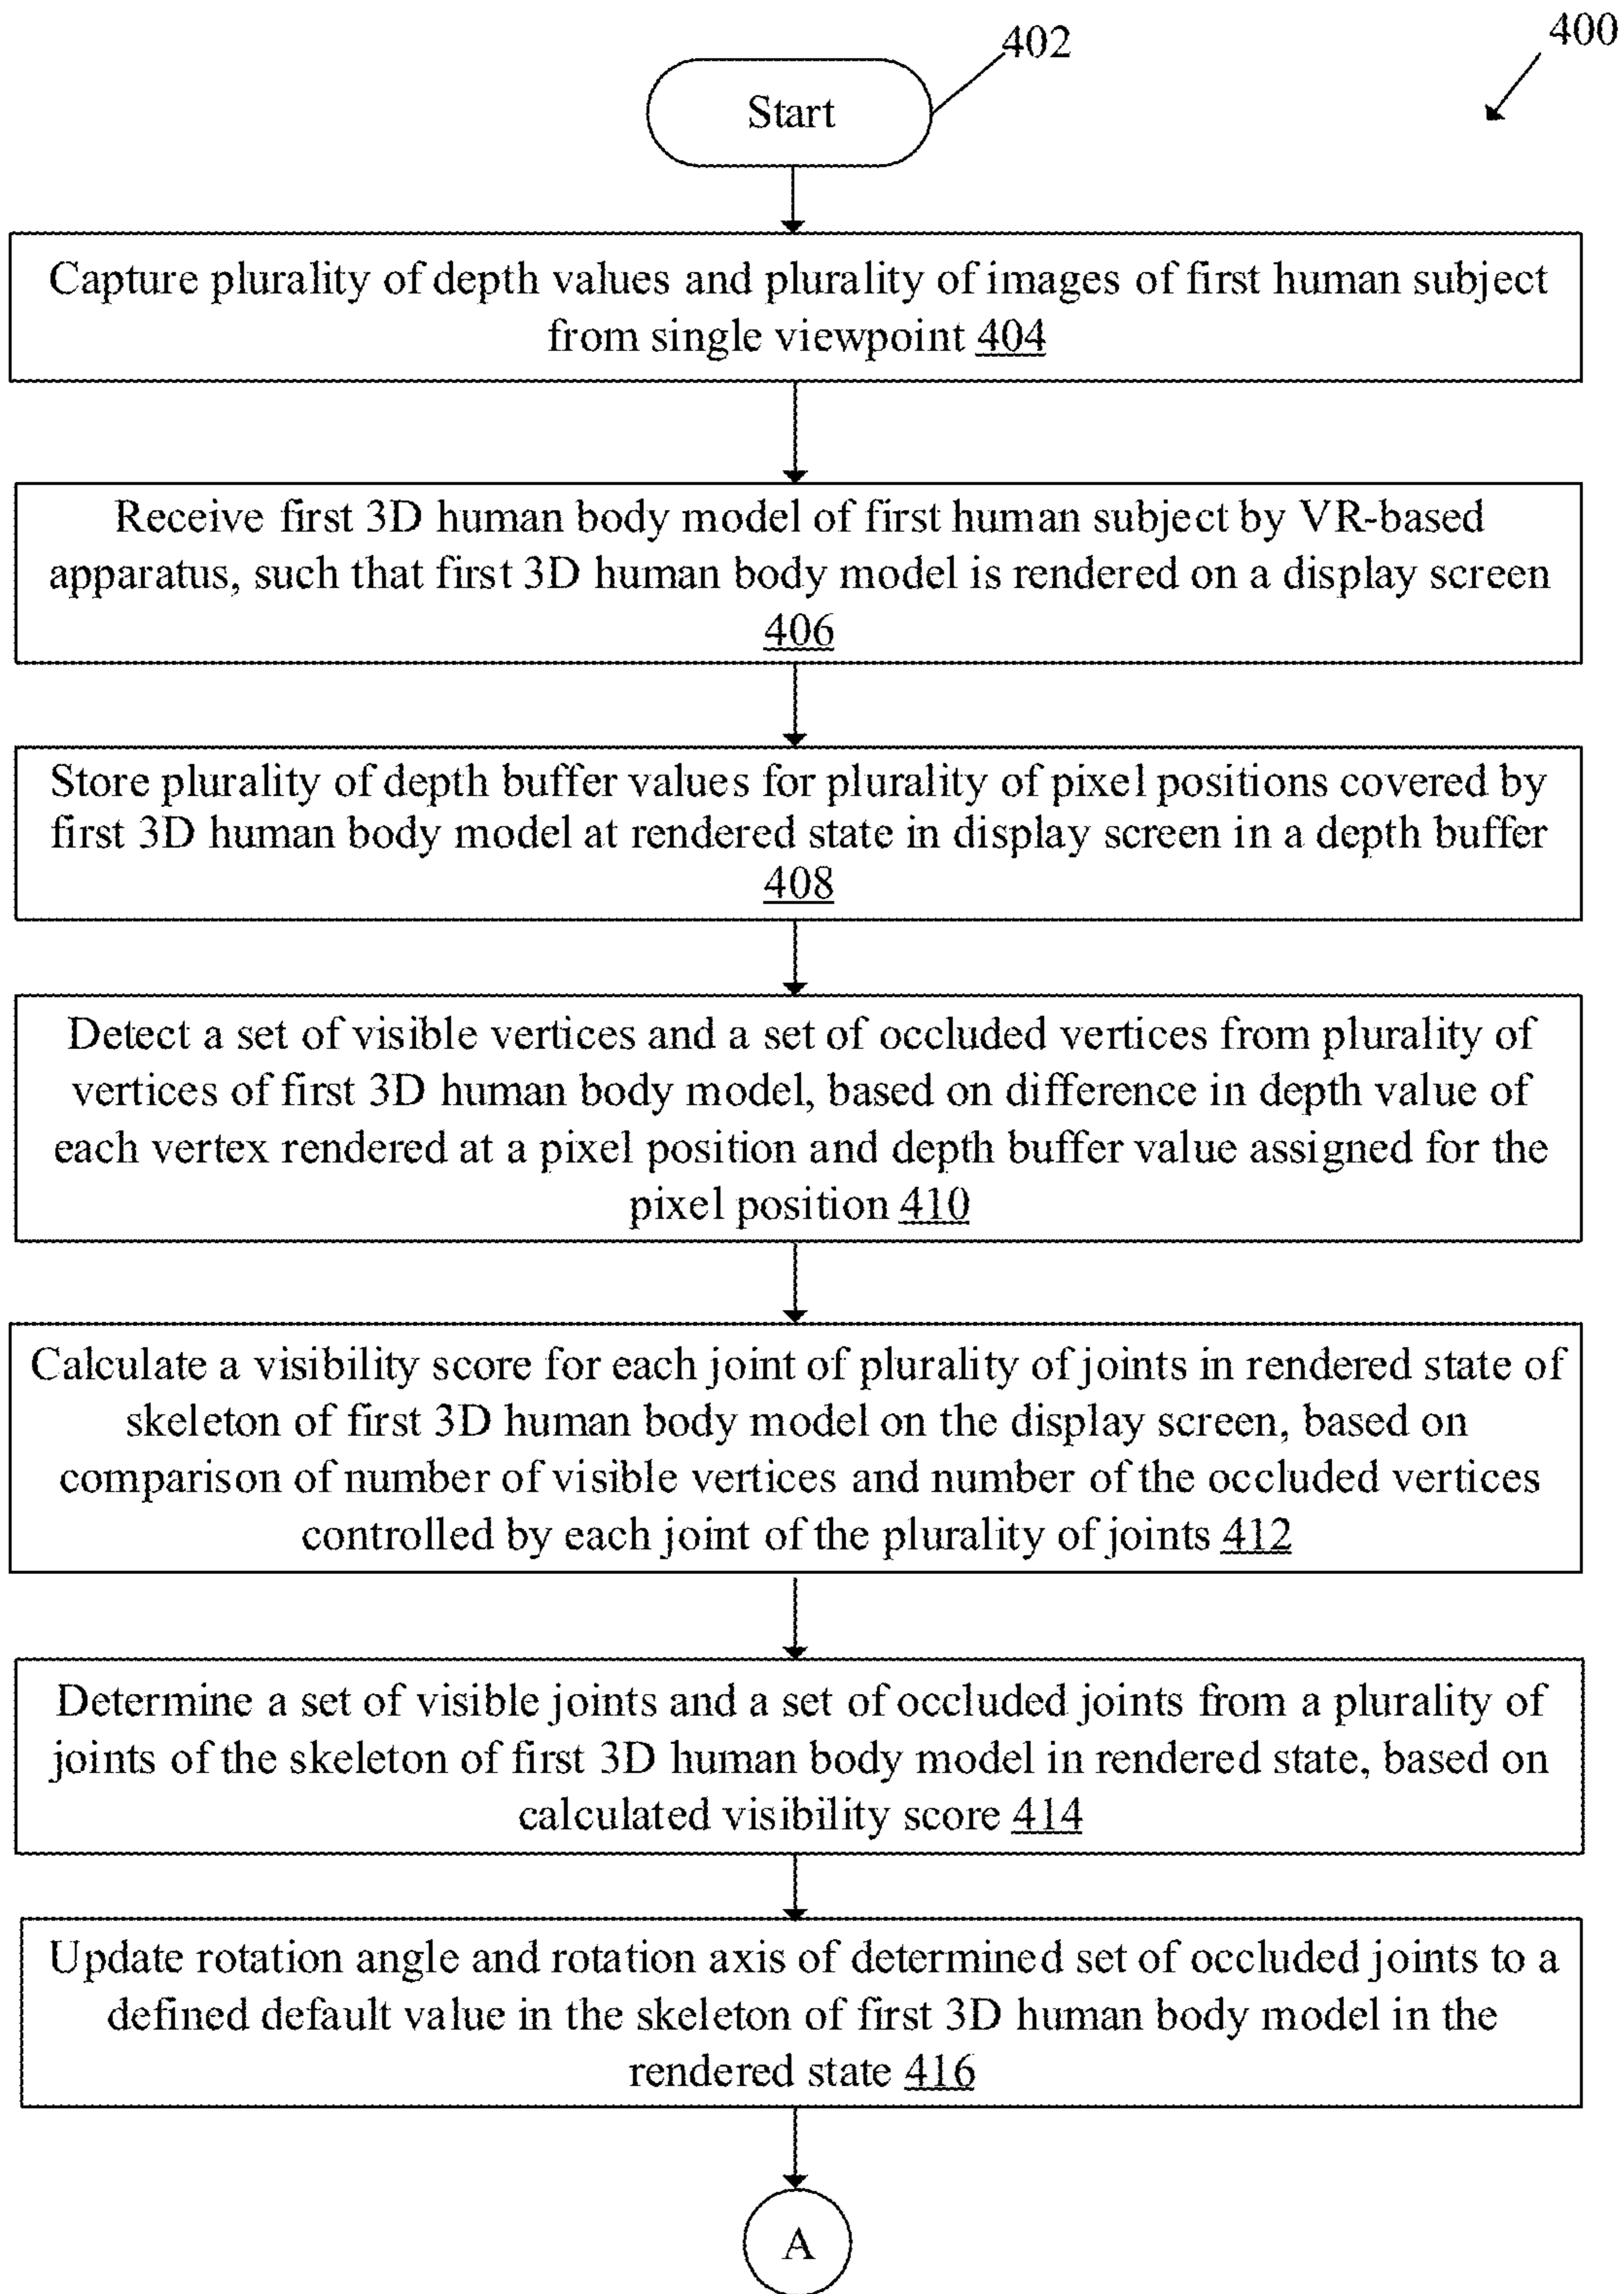 400
402
Start
Capture plurality of depth values and plurality of images of first human subject
from single viewpoint 404
Receive first 3D human body model of first human subject by VR-based
apparatus, such that first 3D human body model is rendered on a display screen
406
Store plurality of depth buffer values for plurality of pixel positions covered by
first 3D human body model at rendered state in display screen in a depth buffer
408
Detect a set of visible vertices and a set of occluded vertices from plurality of
vertices of first 3D human body model, based on difference in depth value of
each vertex rendered at a pixel position and depth buffer value assigned for the
pixel position 410
Calculate a visibility score for each joint of plurality of joints in rendered state of
skeleton of first 3D human body model on the display screen, based on
comparison of number of visible vertices and number of the occluded vertices
controlled by each joint of the plurality of joints 412
Determine a set of visible joints and a set of occluded joints from a plurality of
joints of the skeleton of first 3D human body model in rendered state, based on
calculated visibility score 414
Update rotation angle and rotation axis of determined set of occluded joints to a
defined default value in the skeleton of first 3D human body model in the
rendered state 416
A